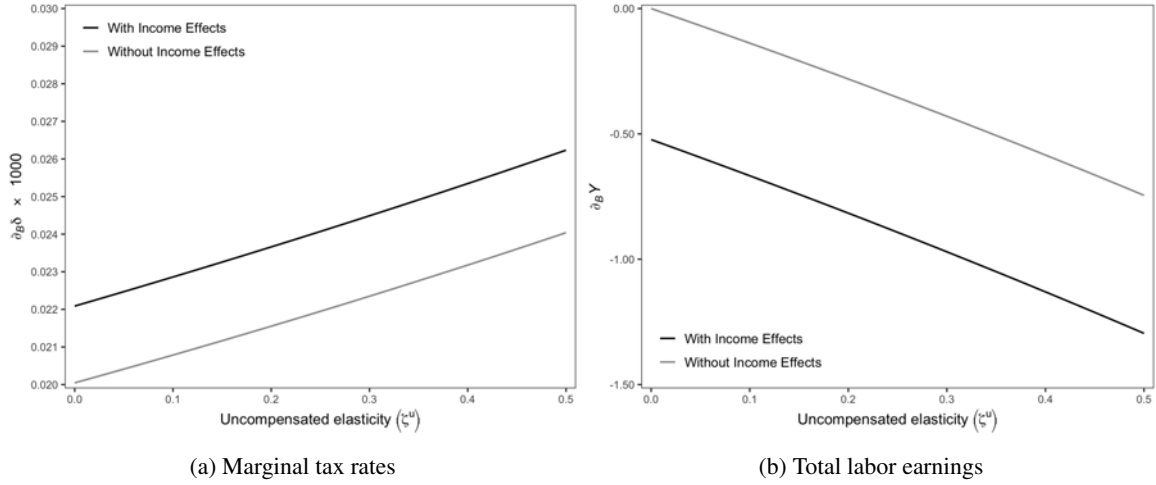 0.030
0.029
0.028
0.027
0.026
0.025
0.024
0.023
0.022
0.021
0.020
∂Bδ × 1000
With Income Effects
Without Income Effects
0.0 0.1 0.2 0.3 0.4 0.5
Uncompensated elasticity (ζᵘ)
(a) Marginal tax rates
0.00
-0.50
-1.00
-1.50
∂BY
With Income Effects
Without Income Effects
0.0 0.1 0.2 0.3 0.4 0.5
Uncompensated elasticity (ζᵘ)
(b) Total labor earnings